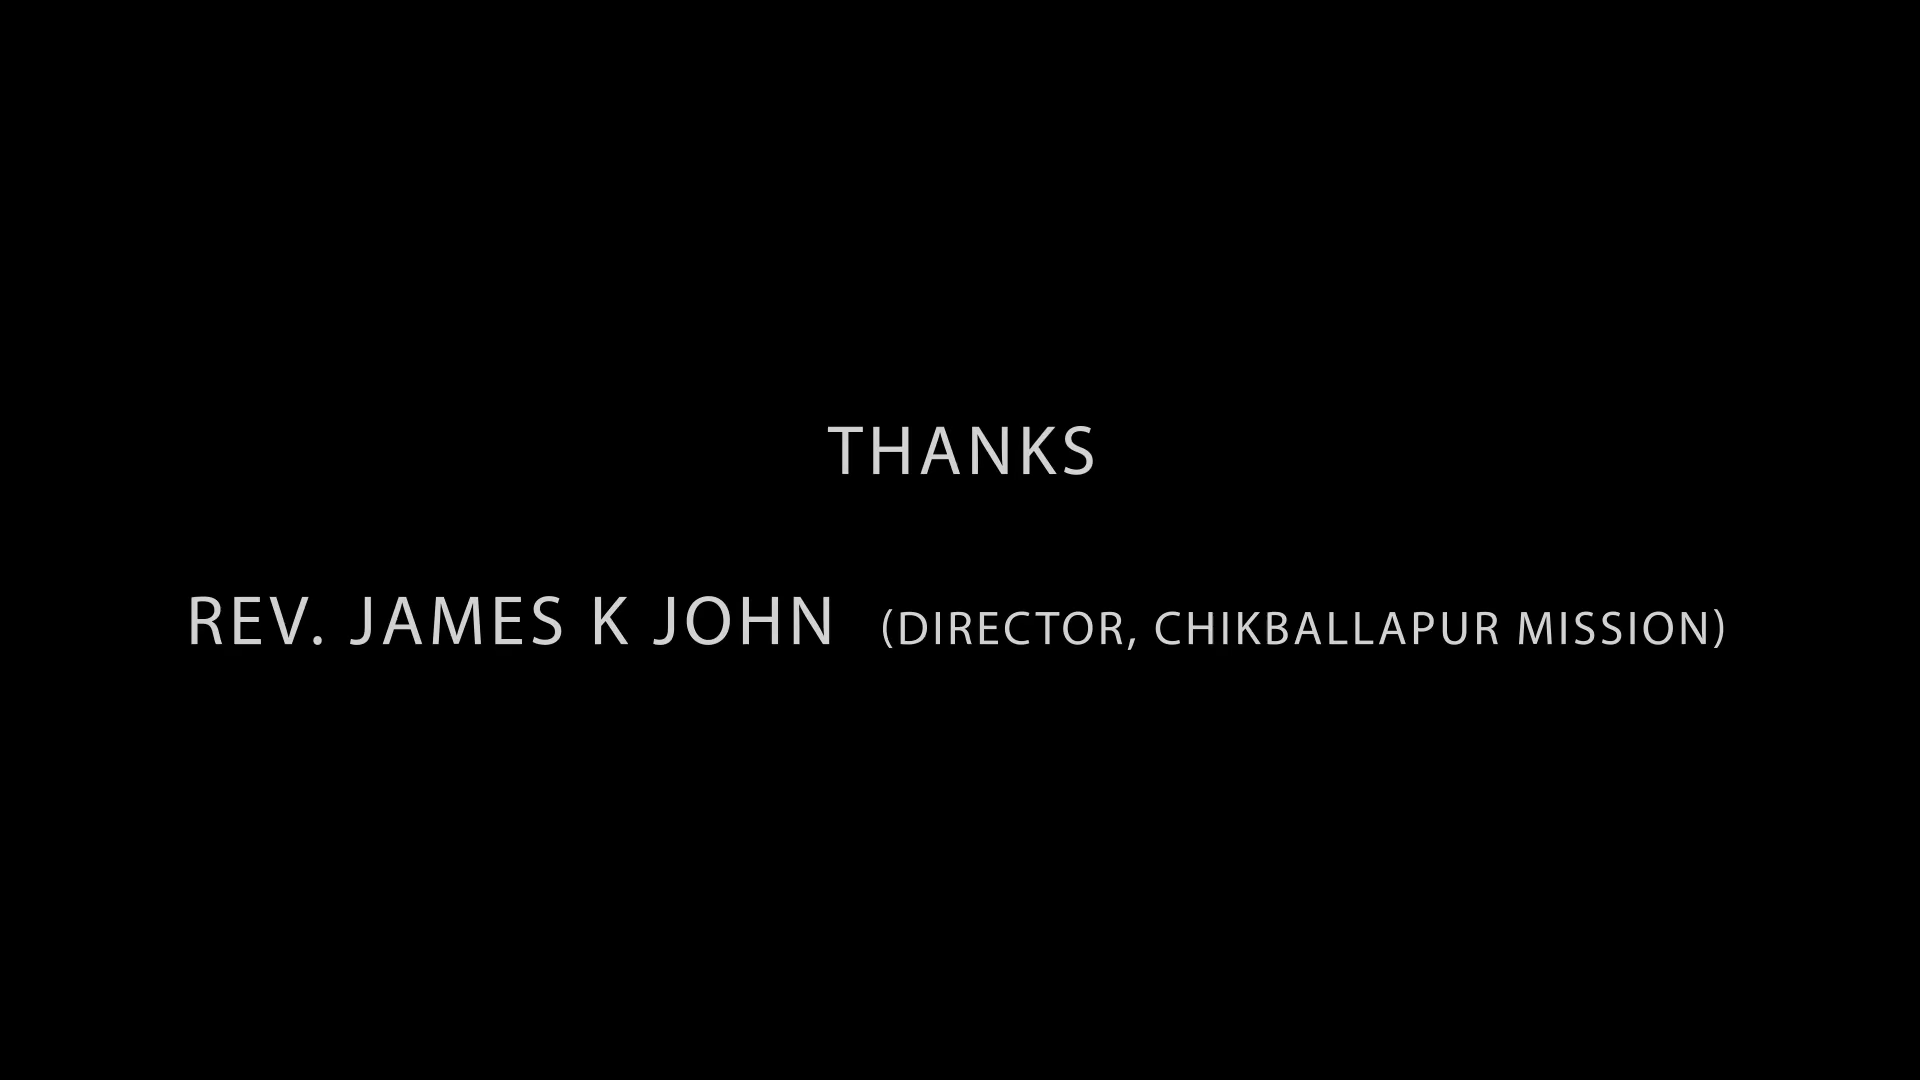 THANKS
REV. JAMES K JOHN (DIRECTOR, CHIKBALLAPUR MISSION)